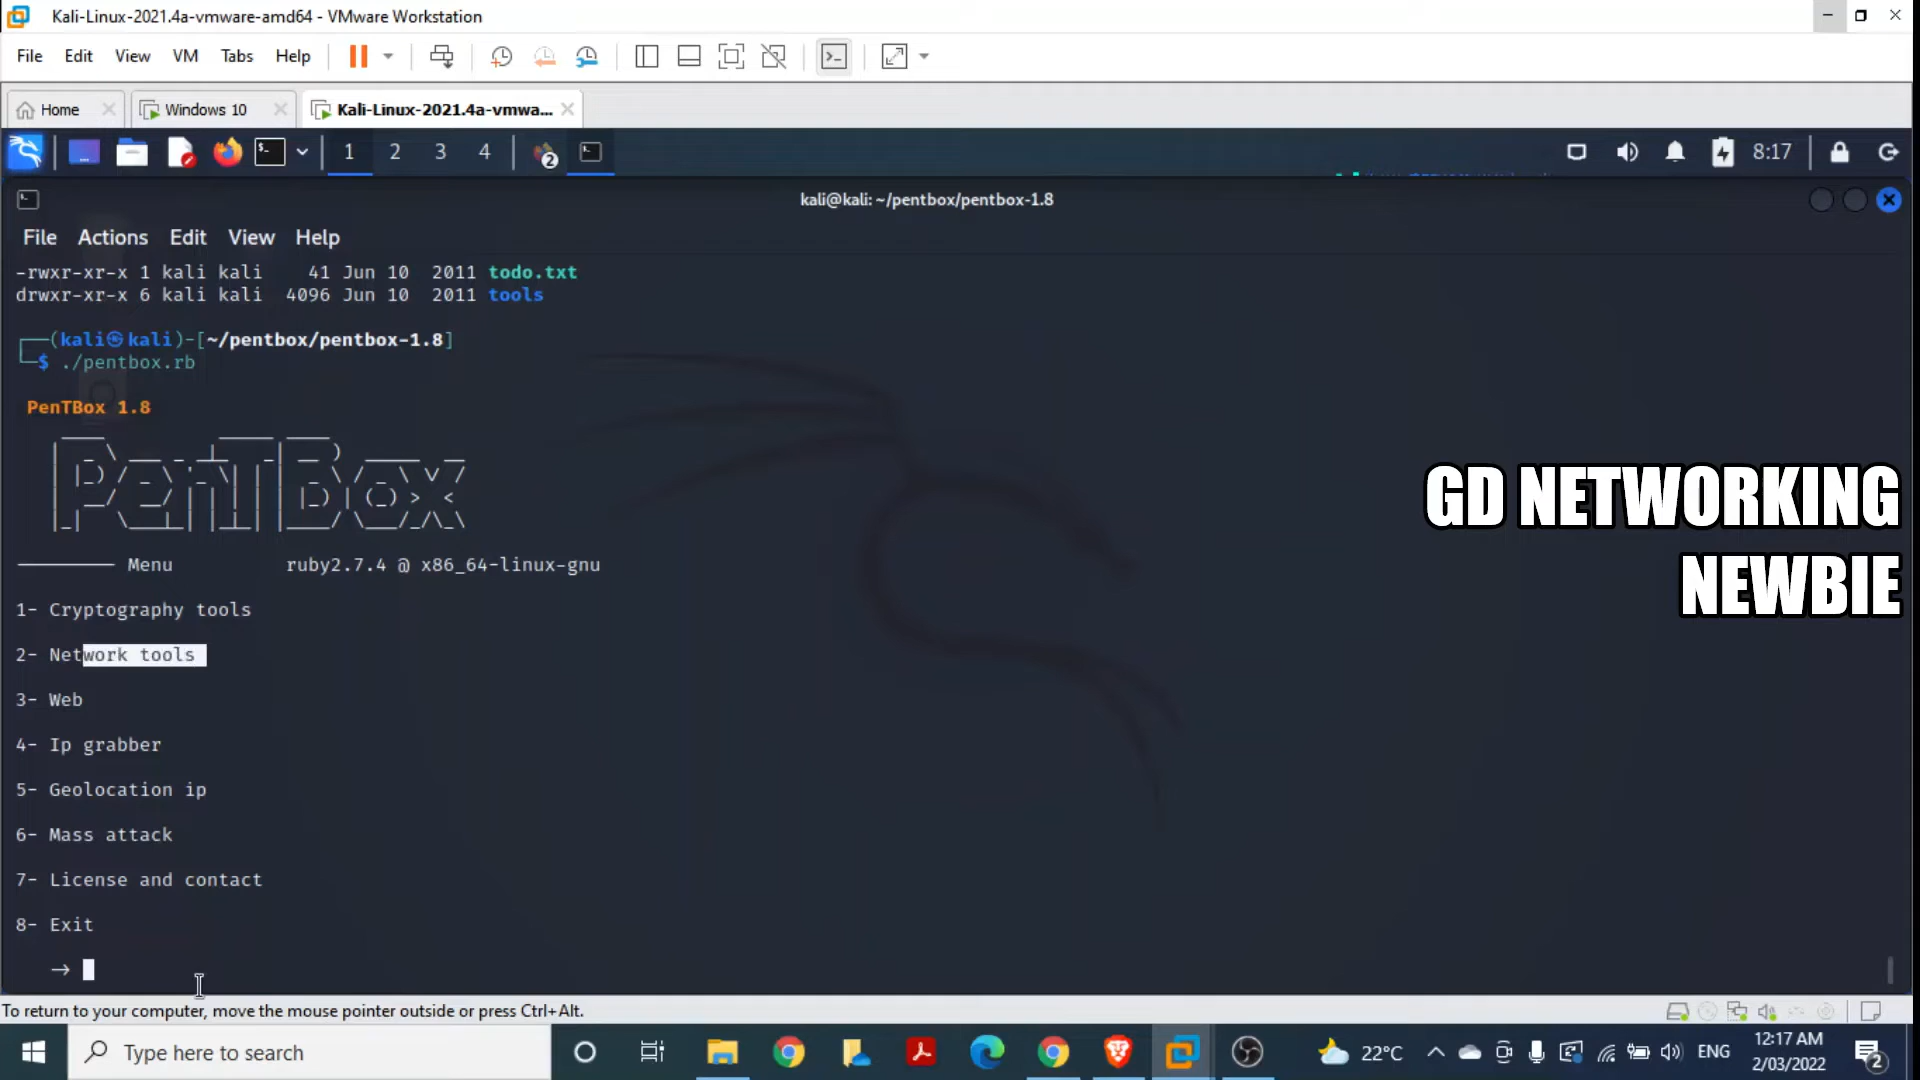 Kali-Linux-2021.4a-vmware-amd64 - VMware Workstation
File Edit View VM Tabs Help
Home Windows 10 Kali-Linux-2021.4a-vmwa...
1 2 3 4 2 8:17
kali@kali: ~/pentbox/pentbox-1.8
File Actions Edit View Help
-rwxr-xr-x 1 kali kali 41 Jun 10 2011 todo.txt
drwxr-xr-x 6 kali kali 4096 Jun 10 2011 tools
(kali㉿kali)-[~/pentbox/pentbox-1.8]
$ ./pentbox.rb
PenTBox 1.8
PenTBox
GD NETWORKING
NEWBIE
Menu ruby2.7.4 @ x86_64-linux-gnu
1- Cryptography tools
2- Network tools
3- Web
4- Ip grabber
5- Geolocation ip
6- Mass attack
7- License and contact
8- Exit
→
To return to your computer, move the mouse pointer outside or press Ctrl+Alt.
Type here to search 22°C ENG 12:17 AM
2/03/2022 2